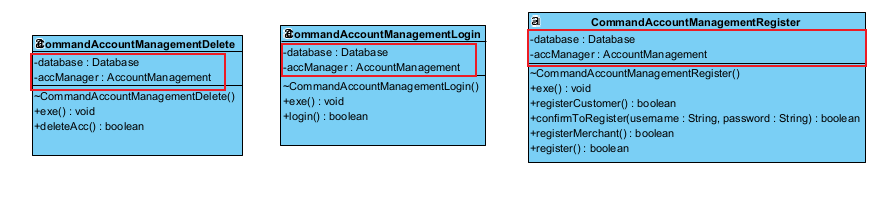 CommandAccountManagementDelete
-database : Database
-accManager : AccountManagement
~CommandAccountManagementDelete()
+exe() : void
+deleteAcc() : boolean
a
CommandAccountManagementLogin
-database : Database
-accManager : AccountManagement
~CommandAccountManagementLogin()
+exe() : void
+login() : boolean
a
CommandAccountManagementRegister
-database : Database
-accManager : AccountManagement
~CommandAccountManagementRegister()
+exe() : void
+registerCustomer() : boolean
+confirmToRegister(username : String, password : String) : boolean
+registerMerchant() : boolean
+register() : boolean